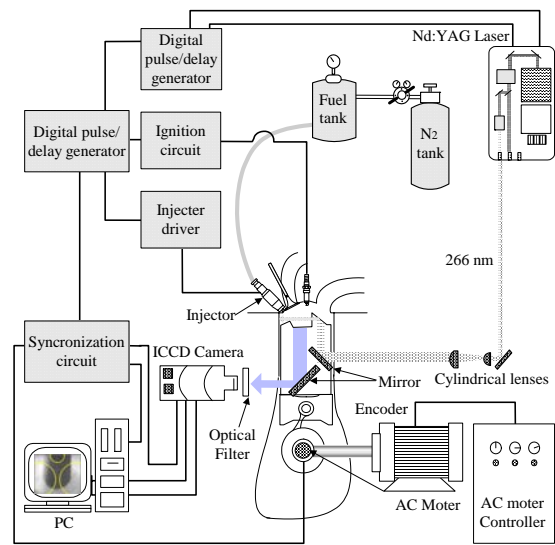 Nd:YAG Laser
Digital
pulse/delay
generator
Fuel
tank
Digital pulse/
delay generator
Ignition
circuit
N2
tank
Injecter
driver
266 nm
Injector
Syncronization
circuit
ICCD Camera
Mirror
Cylindrical lenses
Optical
Filter
Encoder
PC
AC Moter
AC moter
Controller